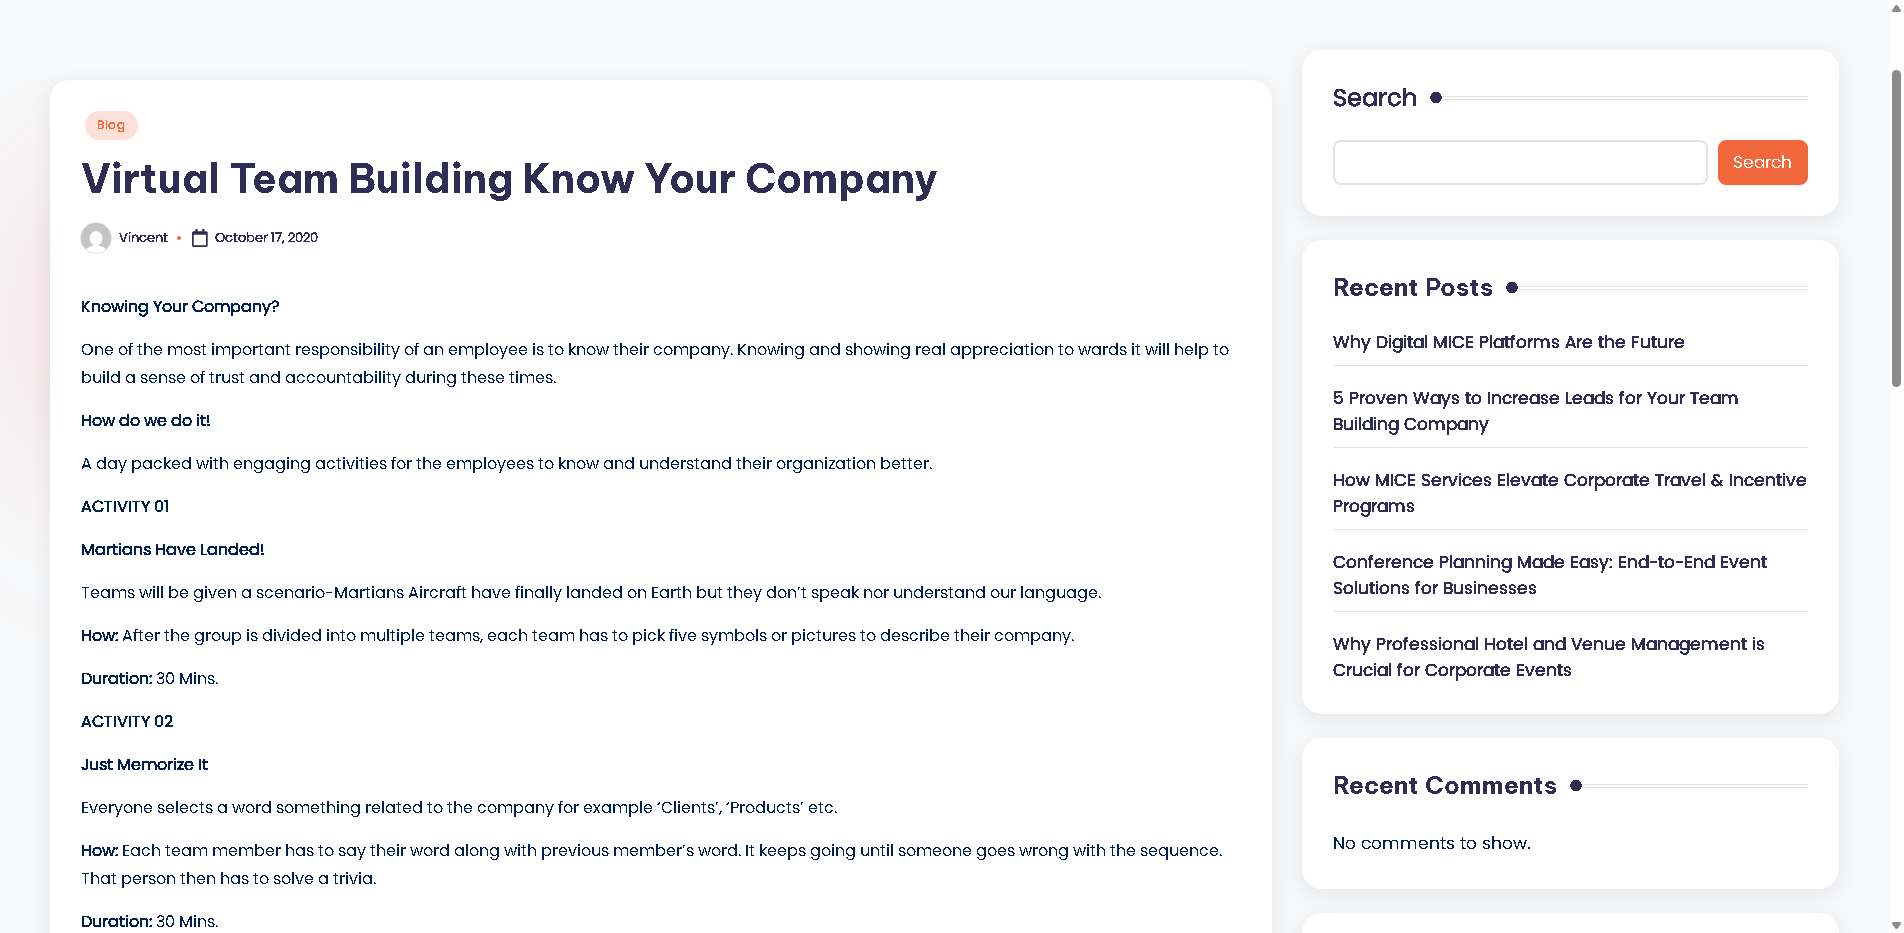 Blog
Virtual Team Building Know Your Company
Vincent • October 17, 2020
Knowing Your Company?
One of the most important responsibility of an employee is to know their company. Knowing and showing real appreciation to wards it will help to
build a sense of trust and accountability during these times.
How do we do it!
A day packed with engaging activities for the employees to know and understand their organization better.
ACTIVITY 01
Martians Have Landed!
Teams will be given a scenario-Martians Aircraft have finally landed on Earth but they don’t speak nor understand our language.
How: After the group is divided into multiple teams, each team has to pick five symbols or pictures to describe their company.
Duration: 30 Mins.
ACTIVITY 02
Just Memorize It
Everyone selects a word something related to the company for example ‘Clients’, ‘Products’ etc.
How: Each team member has to say their word along with previous member’s word. It keeps going until someone goes wrong with the sequence.
That person then has to solve a trivia.
Duration: 30 Mins.
Search
Search
Recent Posts
Why Digital MICE Platforms Are the Future
5 Proven Ways to Increase Leads for Your Team
Building Company
How MICE Services Elevate Corporate Travel & Incentive
Programs
Conference Planning Made Easy: End-to-End Event
Solutions for Businesses
Why Professional Hotel and Venue Management is
Crucial for Corporate Events
Recent Comments
No comments to show.